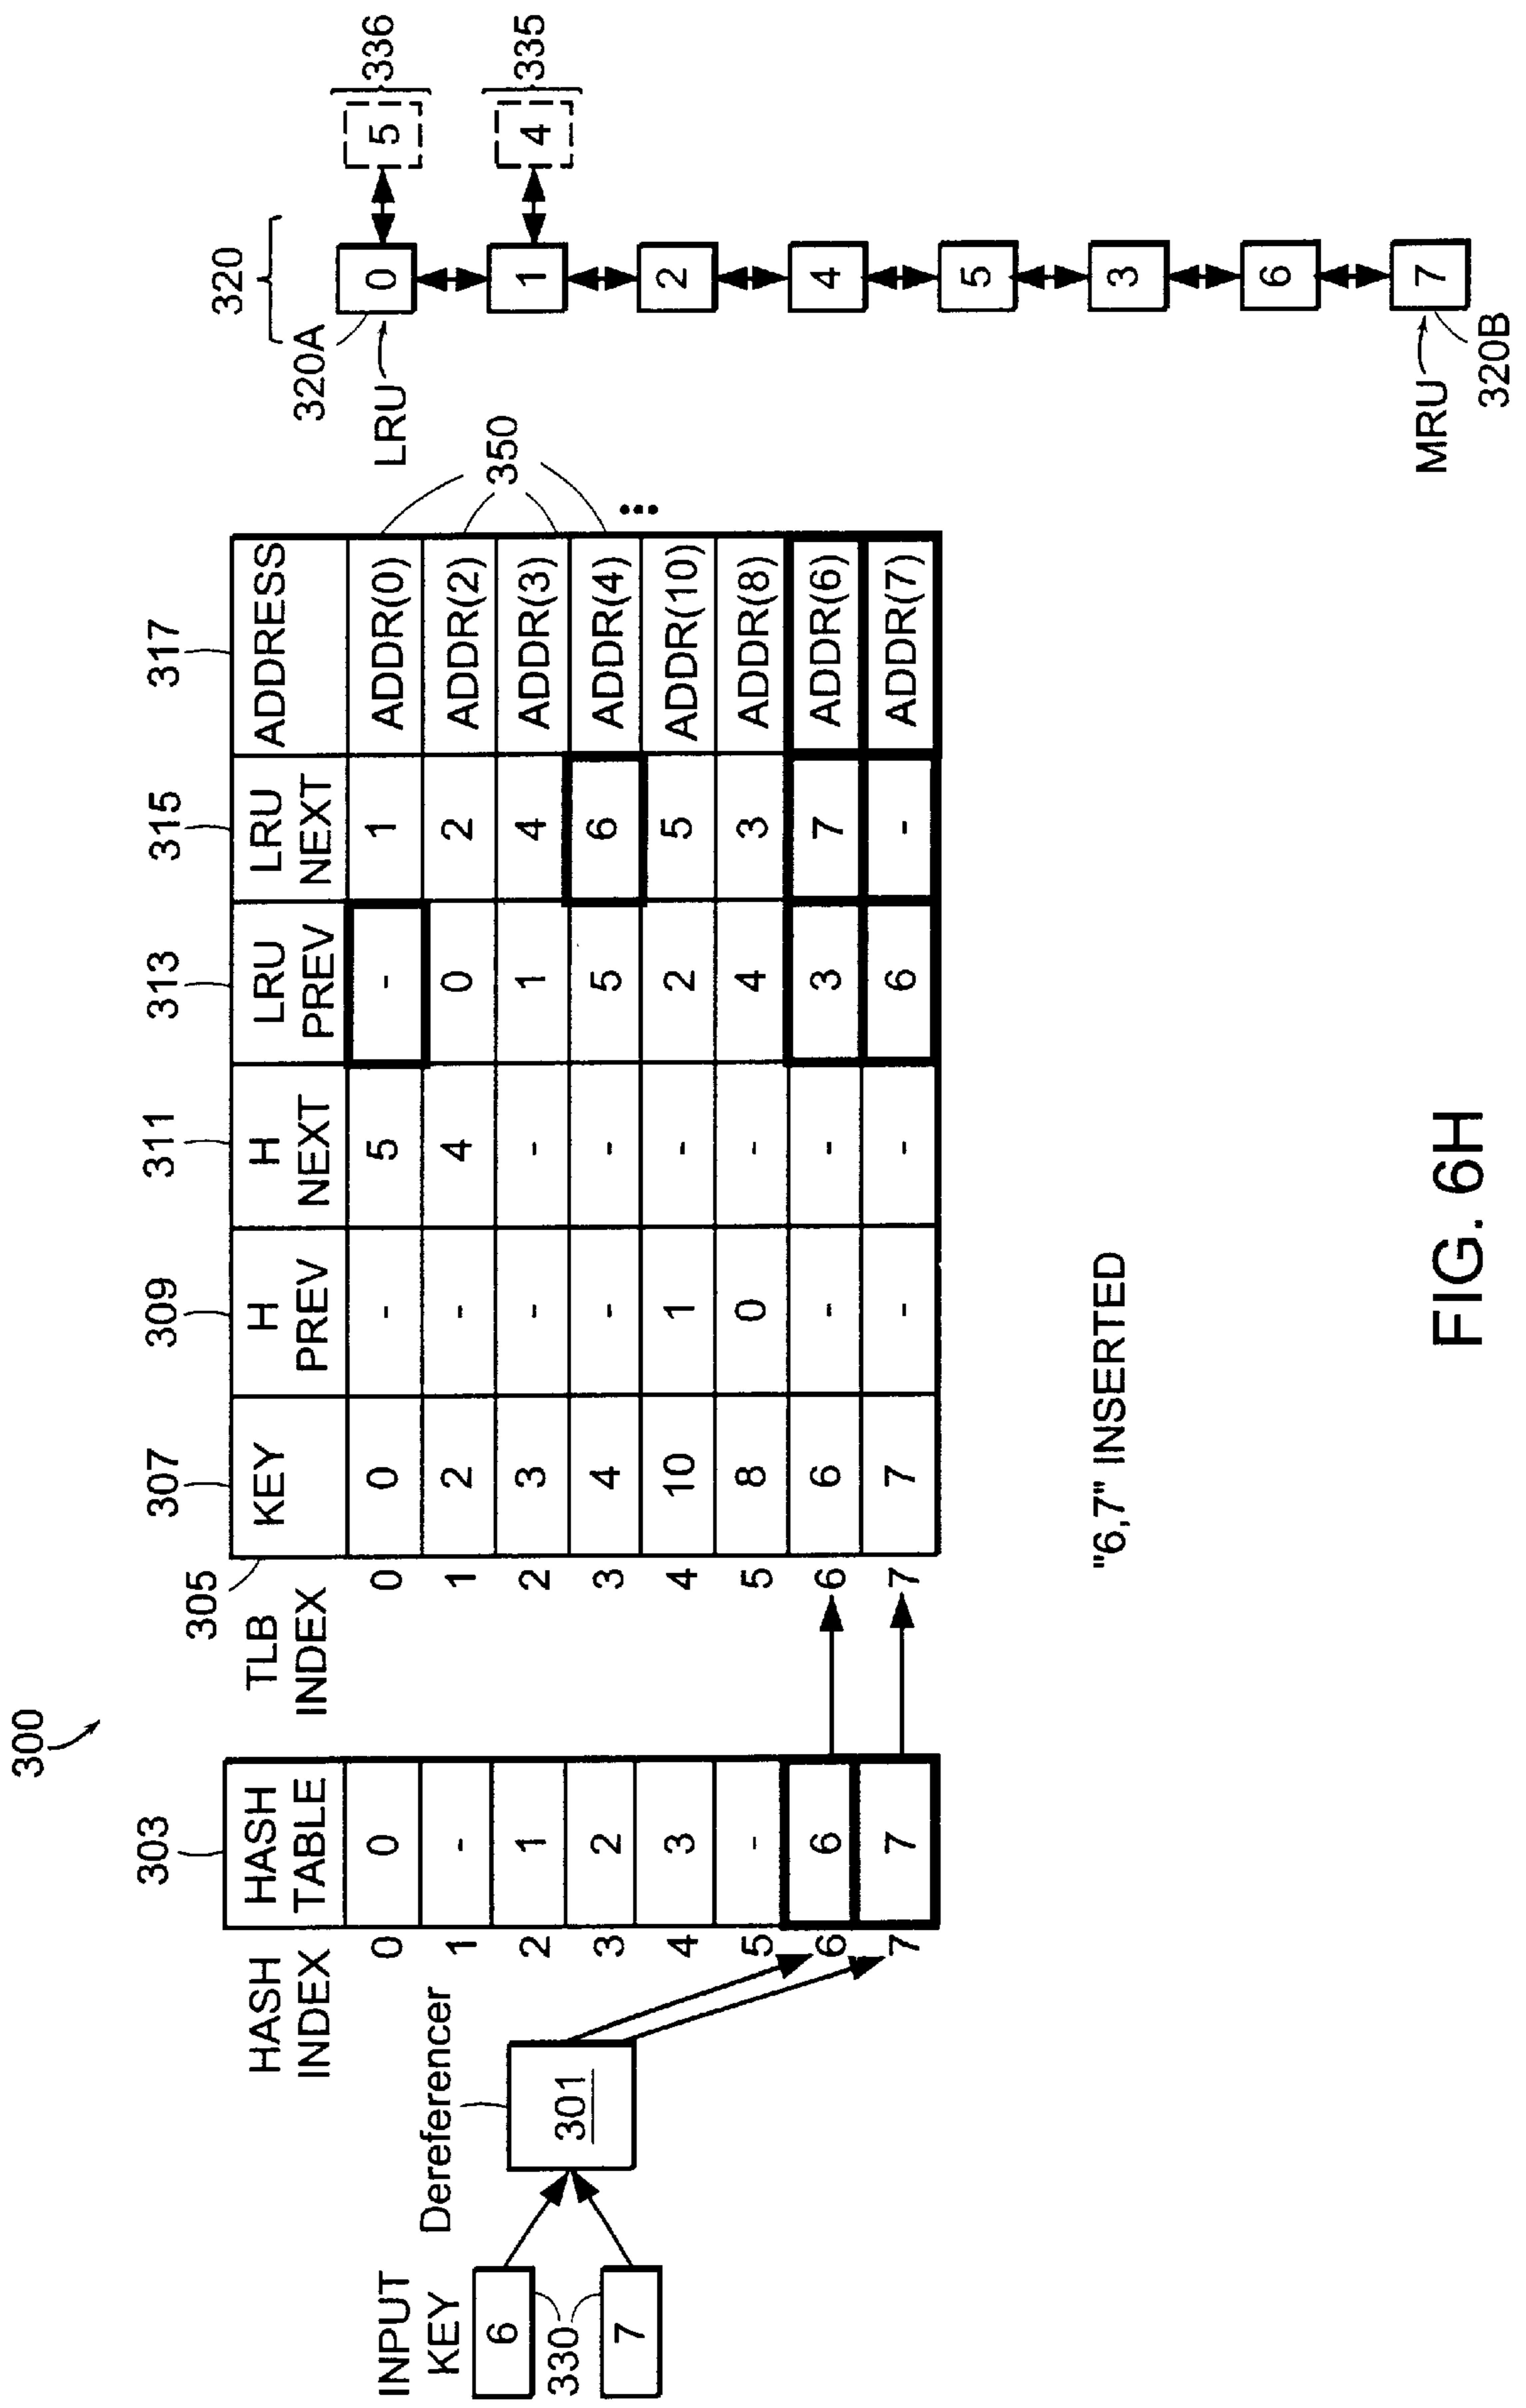 300
INPUT KEY
6
330
7
Dereferencer
301
303
HASH INDEX HASH TABLE
0 0
1 -
2 1
3 2
4 3
5 -
6 6
7 7
305 307 309 311 313 315 317
TLB INDEX KEY H PREV H NEXT LRU PREV LRU NEXT ADDRESS
0 0 - 5 - 1 ADDR(0)
1 2 - 4 0 2 ADDR(2)
2 3 - - 1 4 ADDR(3)
3 4 - - 5 6 ADDR(4)
4 10 1 - 2 5 ADDR(10)
5 8 0 - 4 3 ADDR(8)
6 6 - - 3 7 ADDR(6)
7 7 - - 6 - ADDR(7)
350
...
320
320A
LRU
0 5 336
1 4 335
2
4
5
3
6
7
MRU
320B
"6,7" INSERTED
FIG. 6H